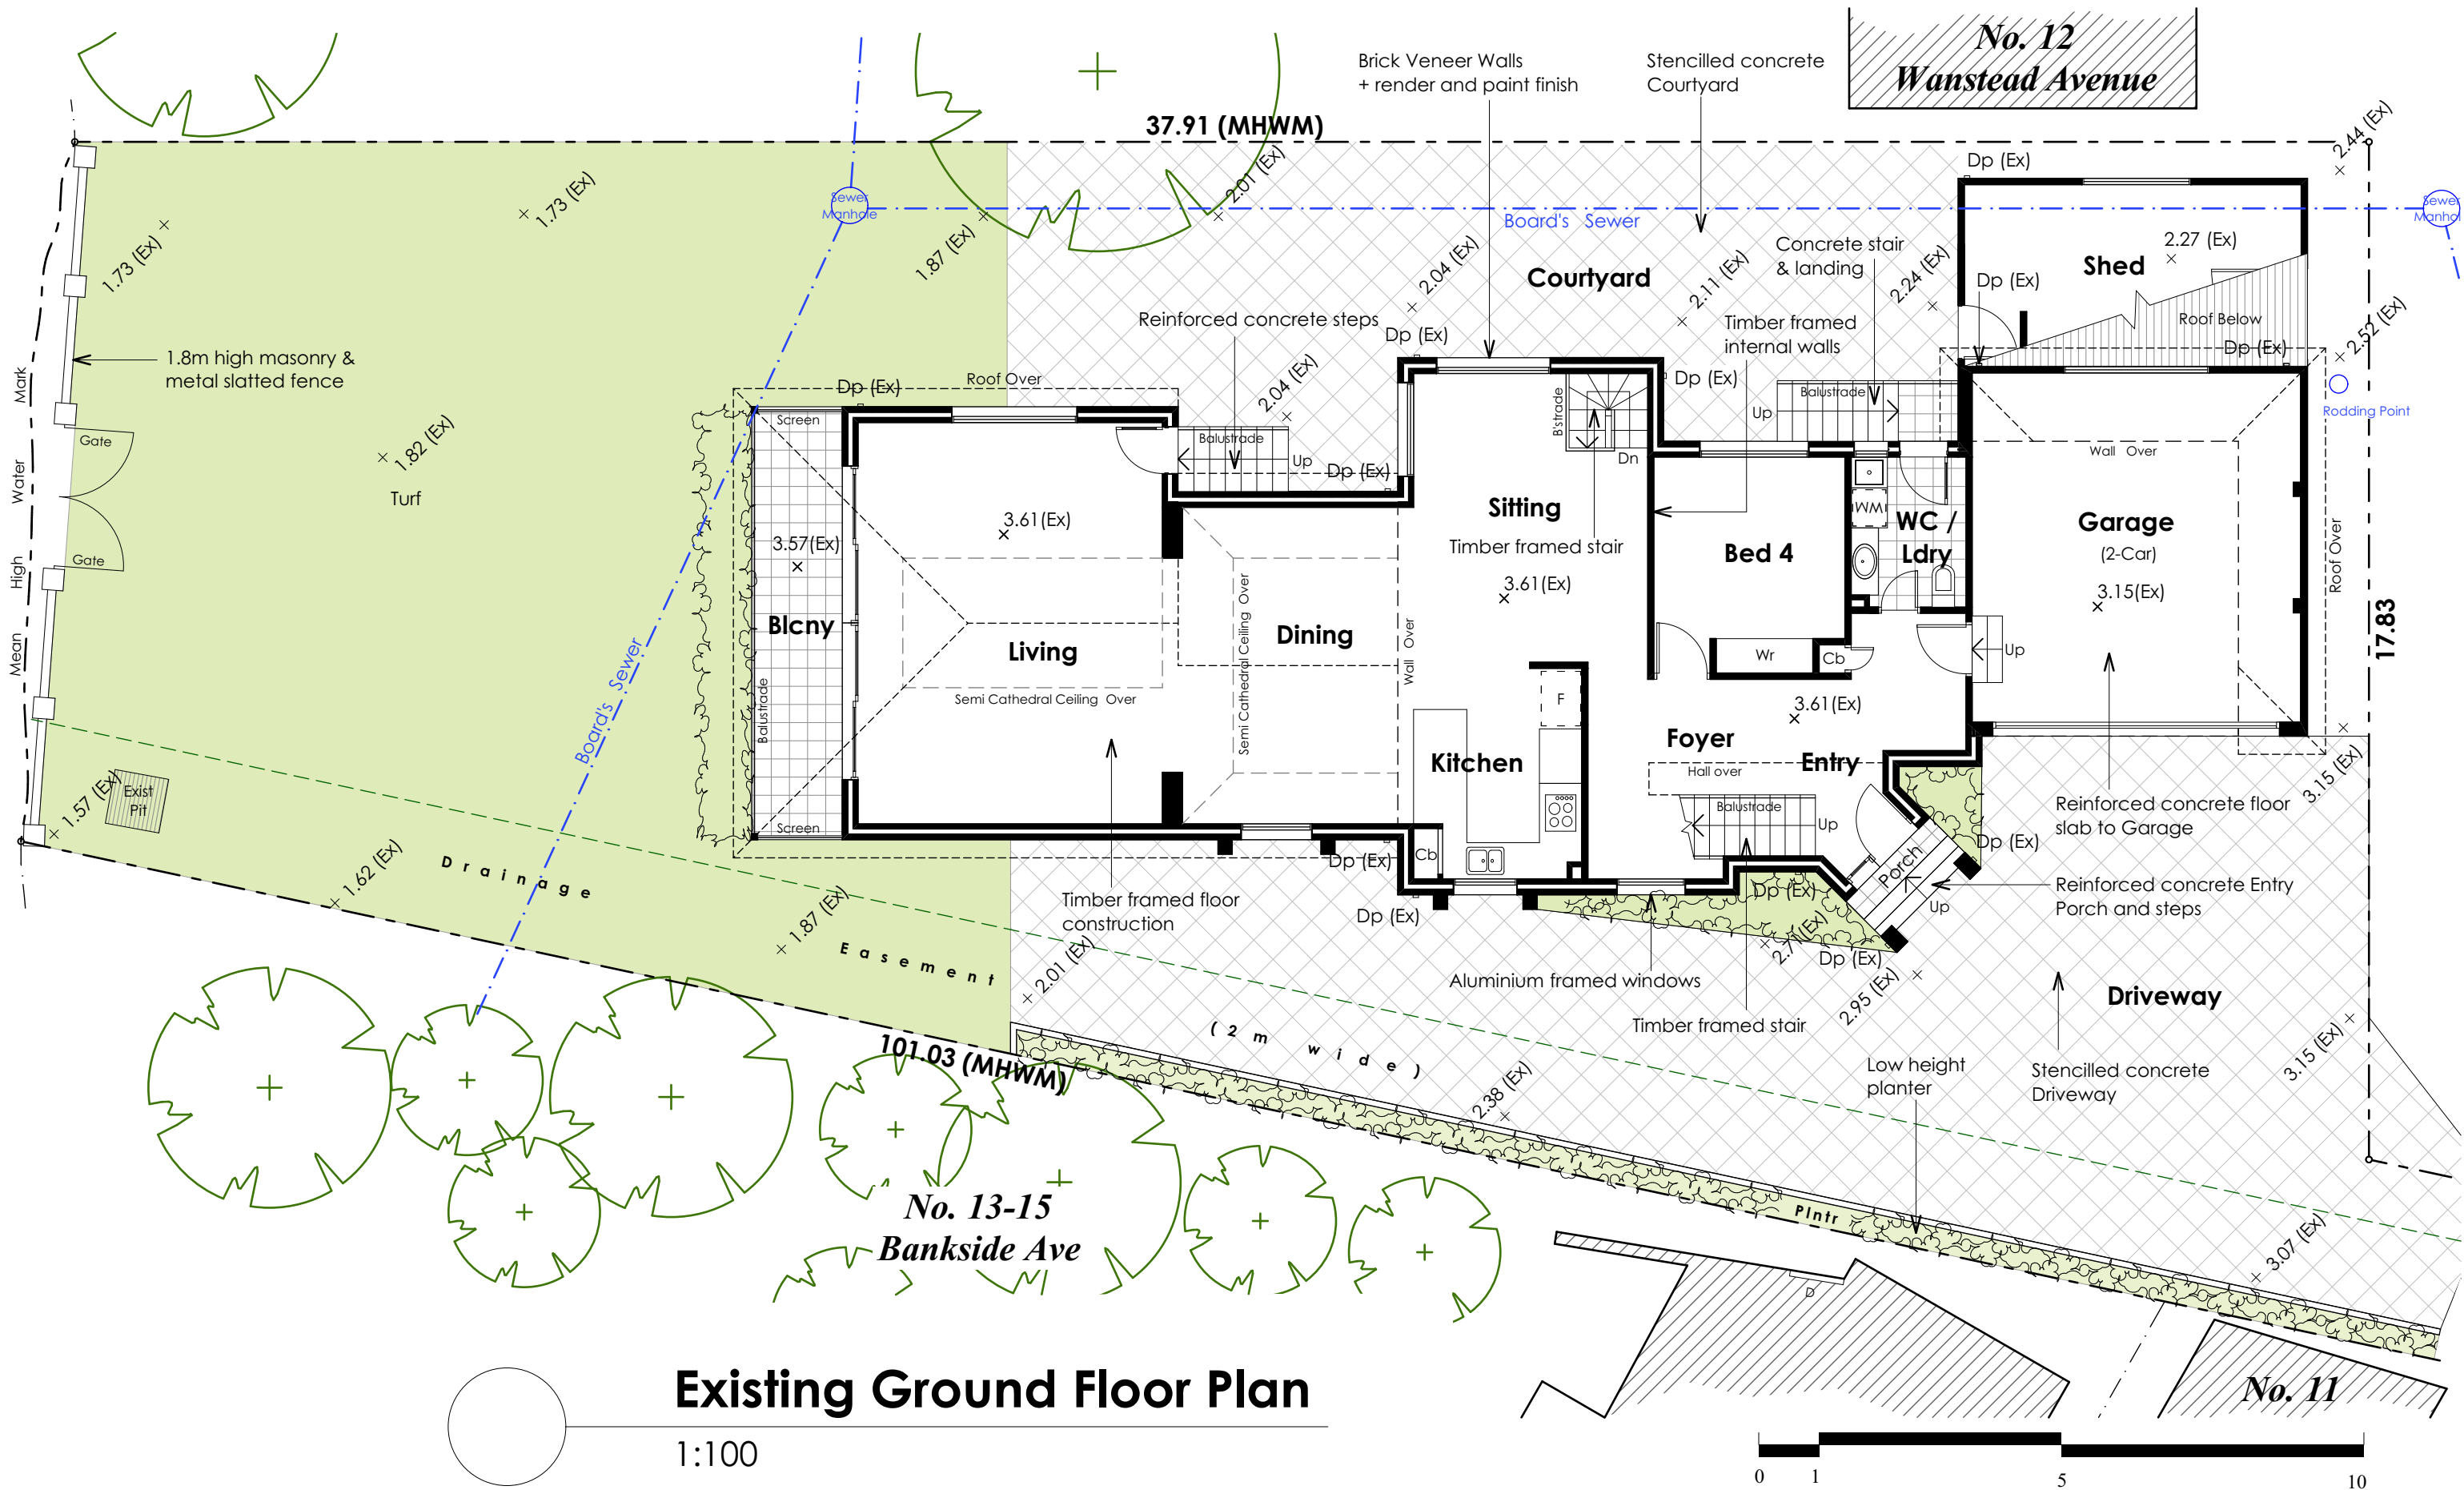 No. 12
Wanstead Avenue
Brick Veneer Walls
+ render and paint finish
Stencilled concrete
Courtyard
37.91 (MHWM)
2.44 (Ex)
Dp (Ex)
1.73 (Ex)
1.73 (Ex)
Sewer
Manhole
1.87 (Ex)
2.01 (Ex)
Board's Sewer
Sewer
Manhol
2.04 (Ex)
Courtyard
2.11 (Ex)
Concrete stair
& landing
2.24 (Ex)
2.27 (Ex)
Shed
Dp (Ex)
Roof Below
Dp (Ex)
2.52 (Ex)
Rodding Point
1.8m high masonry &
metal slatted fence
Reinforced concrete steps
Dp (Ex)
Timber framed
internal walls
Dp (Ex)
Roof Over
Dp (Ex)
2.04 (Ex)
Balustrade
Up
Screen
Balustrade
Up
Dp (Ex)
B'strade
Dn
Wall Over
Gate
Gate
1.82 (Ex)
Turf
Mean High Water Mark
3.57(Ex)
Blcny
Balustrade
Screen
3.61(Ex)
Living
Semi Cathedral Ceiling Over
Semi Cathedral Ceiling Over
Dining
Wall Over
Sitting
Timber framed stair
3.61(Ex)
Bed 4
Wr
Cb
WM
WC /
Ldry
Garage
(2-Car)
3.15(Ex)
Up
Roof Over
17.83
F
Kitchen
Cb
Foyer
3.61(Ex)
Entry
Hall over
Balustrade
Up
Porch
Up
Dp (Ex)
Dp (Ex)
Dp (Ex)
Dp (Ex)
Dp (Ex)
Board's Sewer
Exist
Pit
1.57 (Ex)
1.62 (Ex)
1.87 (Ex)
Drainage
Easement
(2m wide)
101.03 (MHWM)
2.01 (Ex)
Timber framed floor
construction
Aluminium framed windows
Timber framed stair
2.71(Ex)
2.95 (Ex)
3.15 (Ex)
Reinforced concrete floor
slab to Garage
Reinforced concrete Entry
Porch and steps
Driveway
Stencilled concrete
Driveway
3.15 (Ex)
Low height
planter
2.38 (Ex)
Plntr
3.07 (Ex)
No. 13-15
Bankside Ave
D
No. 11
Existing Ground Floor Plan
1:100
0 1 5 10